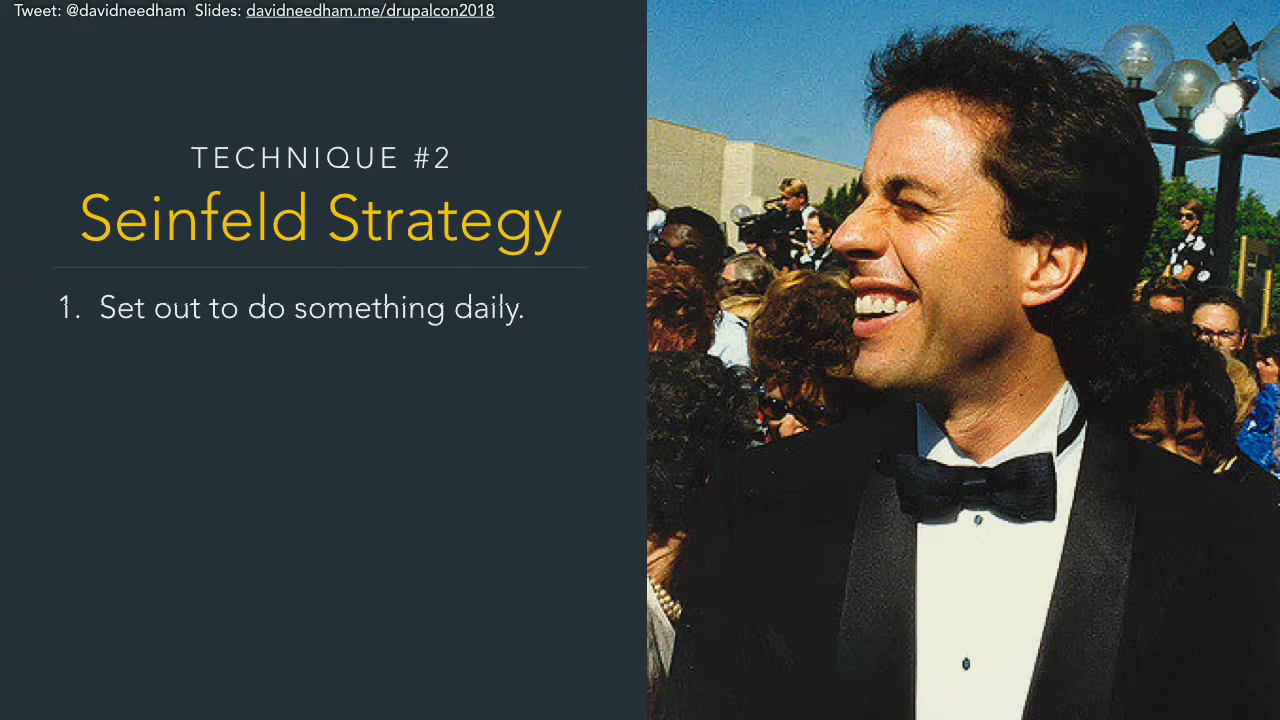 Tweet: @davidneedham Slides: davidneedham.me/drupalcon2018
TECHNIQUE #2
Seinfeld Strategy
1. Set out to do something daily.